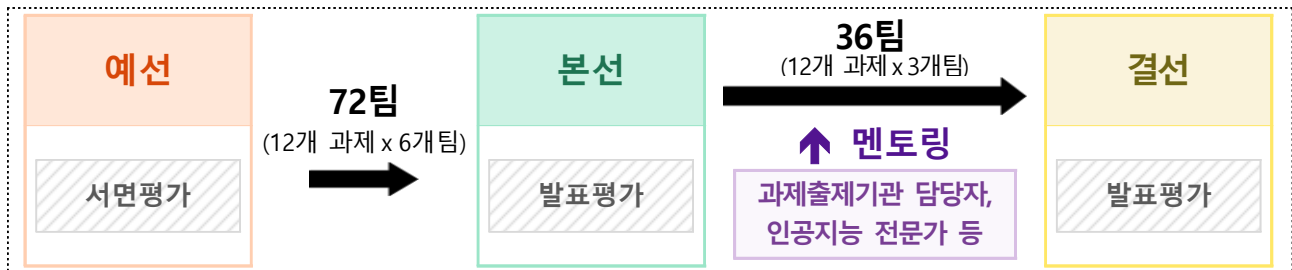 예선
서면평가
72팀
(12개 과제 x 6개팀)
본선
발표평가
36팀
(12개 과제 x 3개팀)
멘토링
과제출제기관 담당자,
인공지능 전문가 등
결선
발표평가